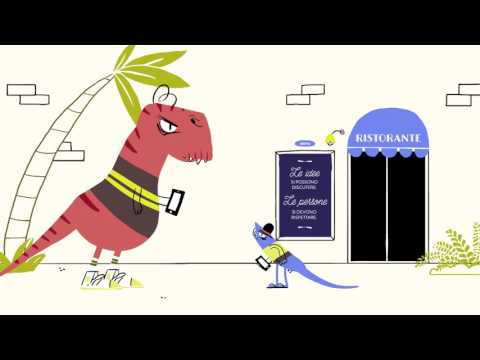 RISTORANTE
Le idee
SI POSSONO
DISCUTERE.
Le persone
SI DEVONO
RISPETTARE.